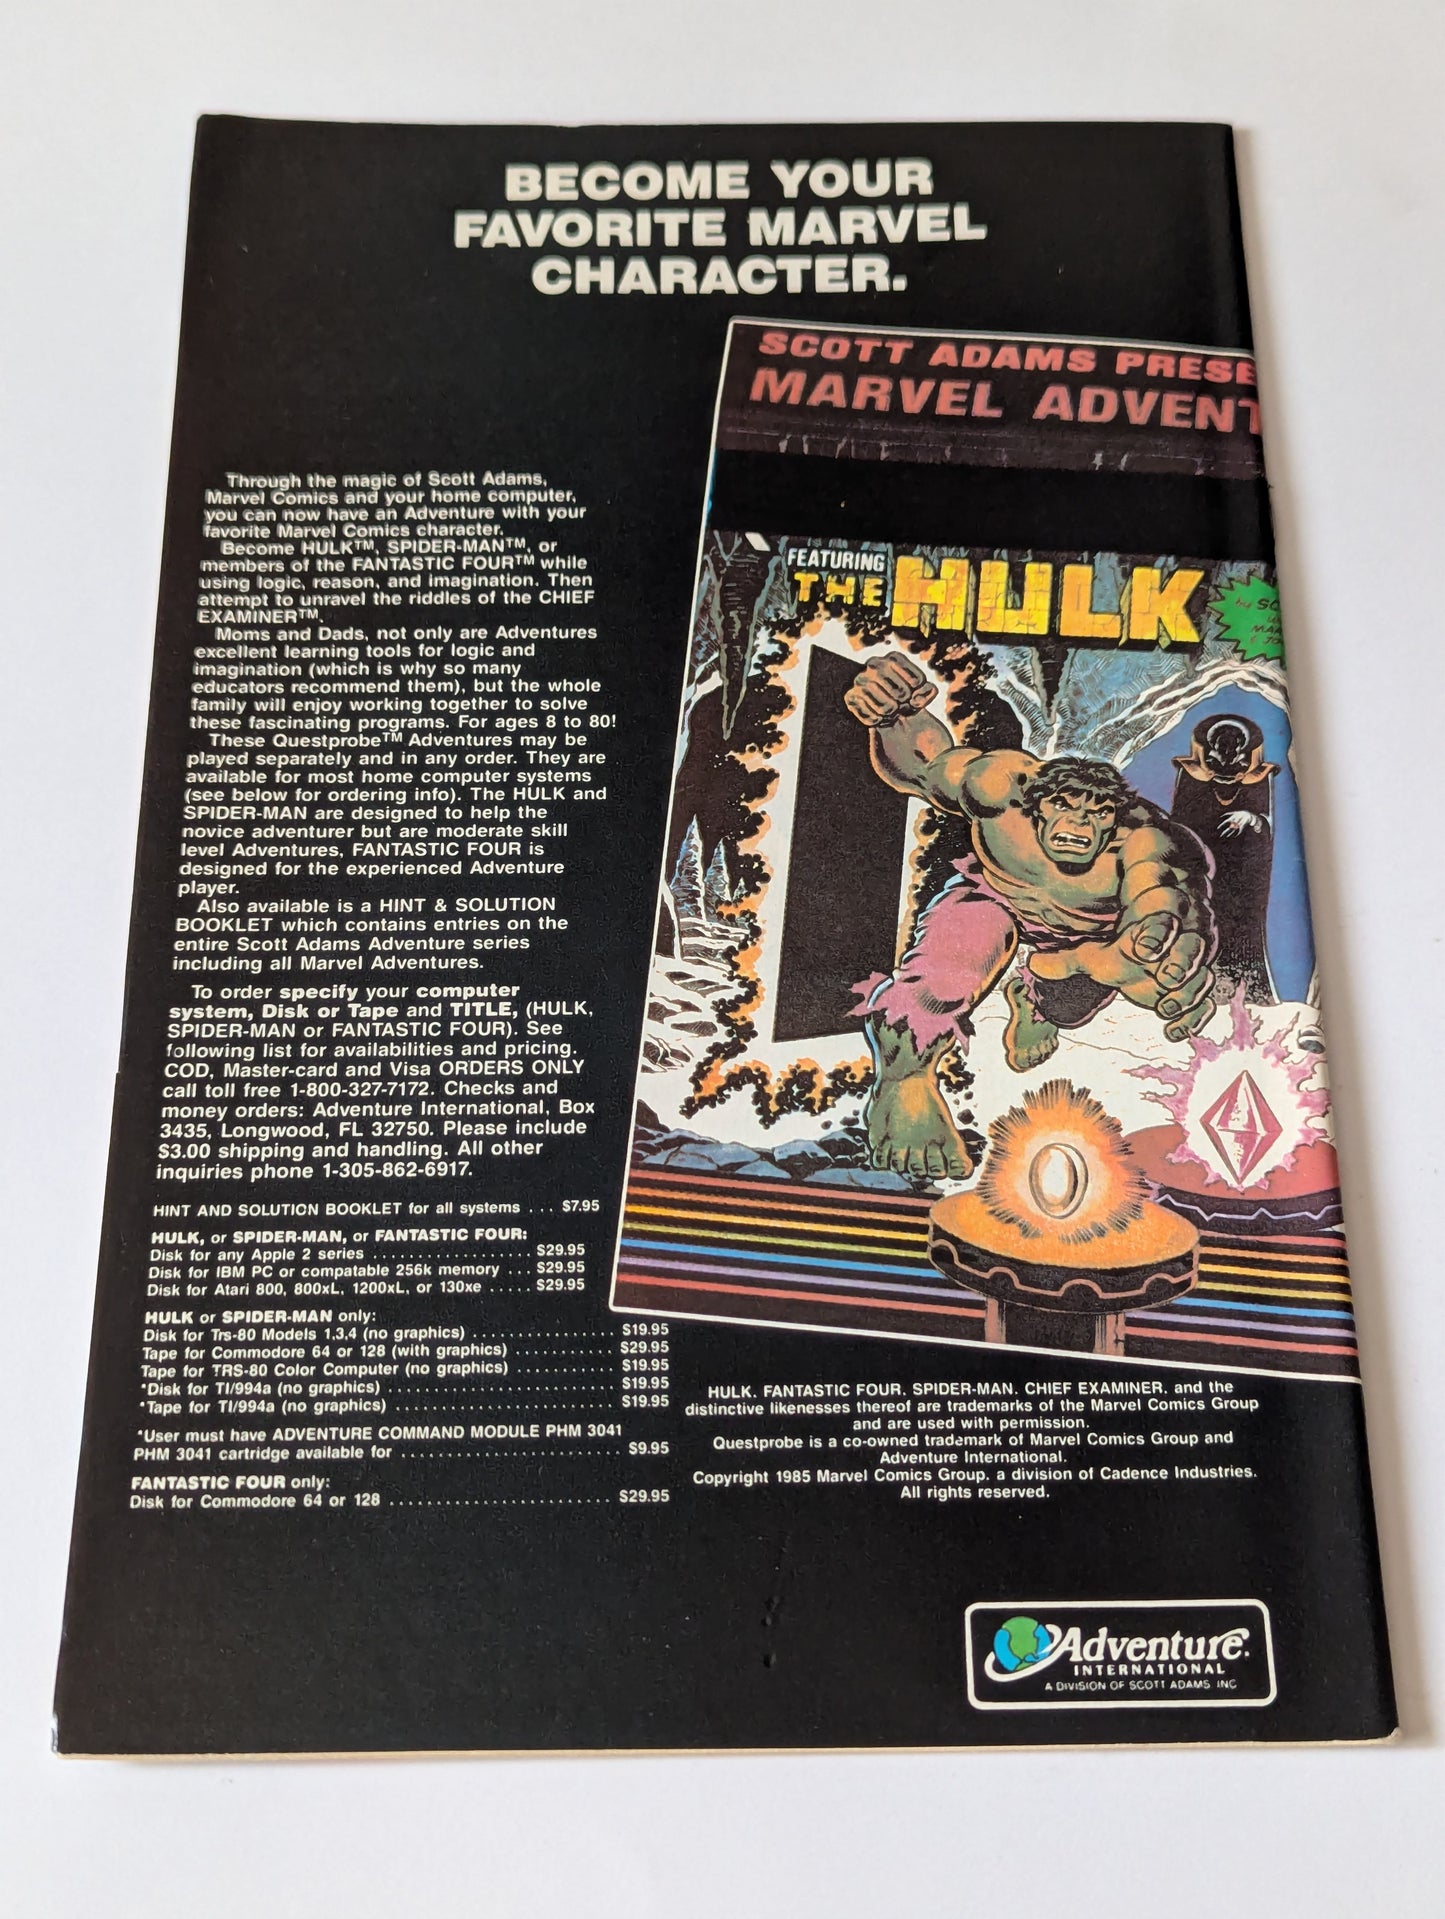 BECOME YOUR
FAVORITE MARVEL
CHARACTER.
SCOTT ADAMS PRESE
MARVEL ADVENT
FEATURING
THE HULK
Through the magic of Scott Adams,
Marvel Comics and your home computer,
you can now have an Adventure with your
favorite Marvel Comics character.
Become HULK™, SPIDER-MAN™, or
members of the FANTASTIC FOUR™ while
using logic, reason, and imagination. Then
attempt to unravel the riddles of the CHIEF
EXAMINER™.
Moms and Dads, not only are Adventures
excellent learning tools for logic and
imagination (which is why so many
educators recommend them), but the whole
family will enjoy working together to solve
these fascinating programs. For ages 8 to 80!
These Questprobe™ Adventures may be
played separately and in any order. They are
available for most home computer systems
(see below for ordering info). The HULK and
SPIDER-MAN are designed to help the
novice adventurer but are moderate skill
level Adventures, FANTASTIC FOUR is
designed for the experienced Adventure
player.
Also available is a HINT & SOLUTION
BOOKLET which contains entries on the
entire Scott Adams Adventure series
including all Marvel Adventures.
To order specify your computer
system, Disk or Tape and TITLE, (HULK,
SPIDER-MAN or FANTASTIC FOUR). See
following list for availabilities and pricing.
COD, Master-card and Visa ORDERS ONLY
call toll free 1-800-327-7172. Checks and
money orders: Adventure International, Box
3435, Longwood, FL 32750. Please include
$3.00 shipping and handling. All other
inquiries phone 1-305-862-6917.
HINT AND SOLUTION BOOKLET for all systems ... $7.95
HULK, or SPIDER-MAN, or FANTASTIC FOUR:
Disk for any Apple 2 series .................. $29.95
Disk for IBM PC or compatable 256k memory ... $29.95
Disk for Atari 800, 800xL, 1200xL, or 130xe ..... $29.95
HULK or SPIDER-MAN only:
Disk for Trs-80 Models 1,3,4 (no graphics) ................ $19.95
Tape for Commodore 64 or 128 (with graphics) ........... $29.95
Tape for TRS-80 Color Computer (no graphics) ............ $19.95
*Disk for TI/994a (no graphics) .......................... $19.95
*Tape for TI/994a (no graphics) ......................... $19.95
*User must have ADVENTURE COMMAND MODULE PHM 3041
PHM 3041 cartridge available for ......................... $9.95
FANTASTIC FOUR only:
Disk for Commodore 64 or 128 ......................... $29.95
HULK, FANTASTIC FOUR, SPIDER-MAN, CHIEF EXAMINER, and the
distinctive likenesses thereof are trademarks of the Marvel Comics Group
and are used with permission.
Questprobe is a co-owned trademark of Marvel Comics Group and
Adventure International.
Copyright 1985 Marvel Comics Group, a division of Cadence Industries.
All rights reserved.
Adventure
INTERNATIONAL
A DIVISION OF SCOTT ADAMS INC